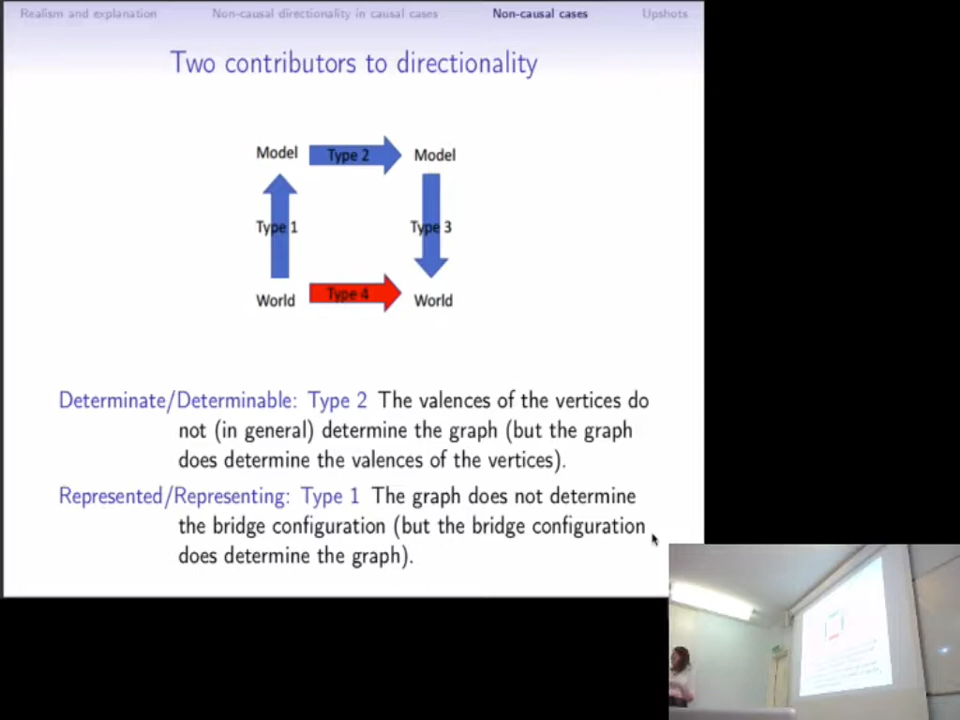 Realism and explanation Non-causal directionality in causal cases Non-causal cases Upshots
Two contributors to directionality
Model Type 2 Model
Type 1 Type 3
World Type 4 World
Determinate/Determinable: Type 2 The valences of the vertices do
not (in general) determine the graph (but the graph
does determine the valences of the vertices).
Represented/Representing: Type 1 The graph does not determine
the bridge configuration (but the bridge configuration
does determine the graph).